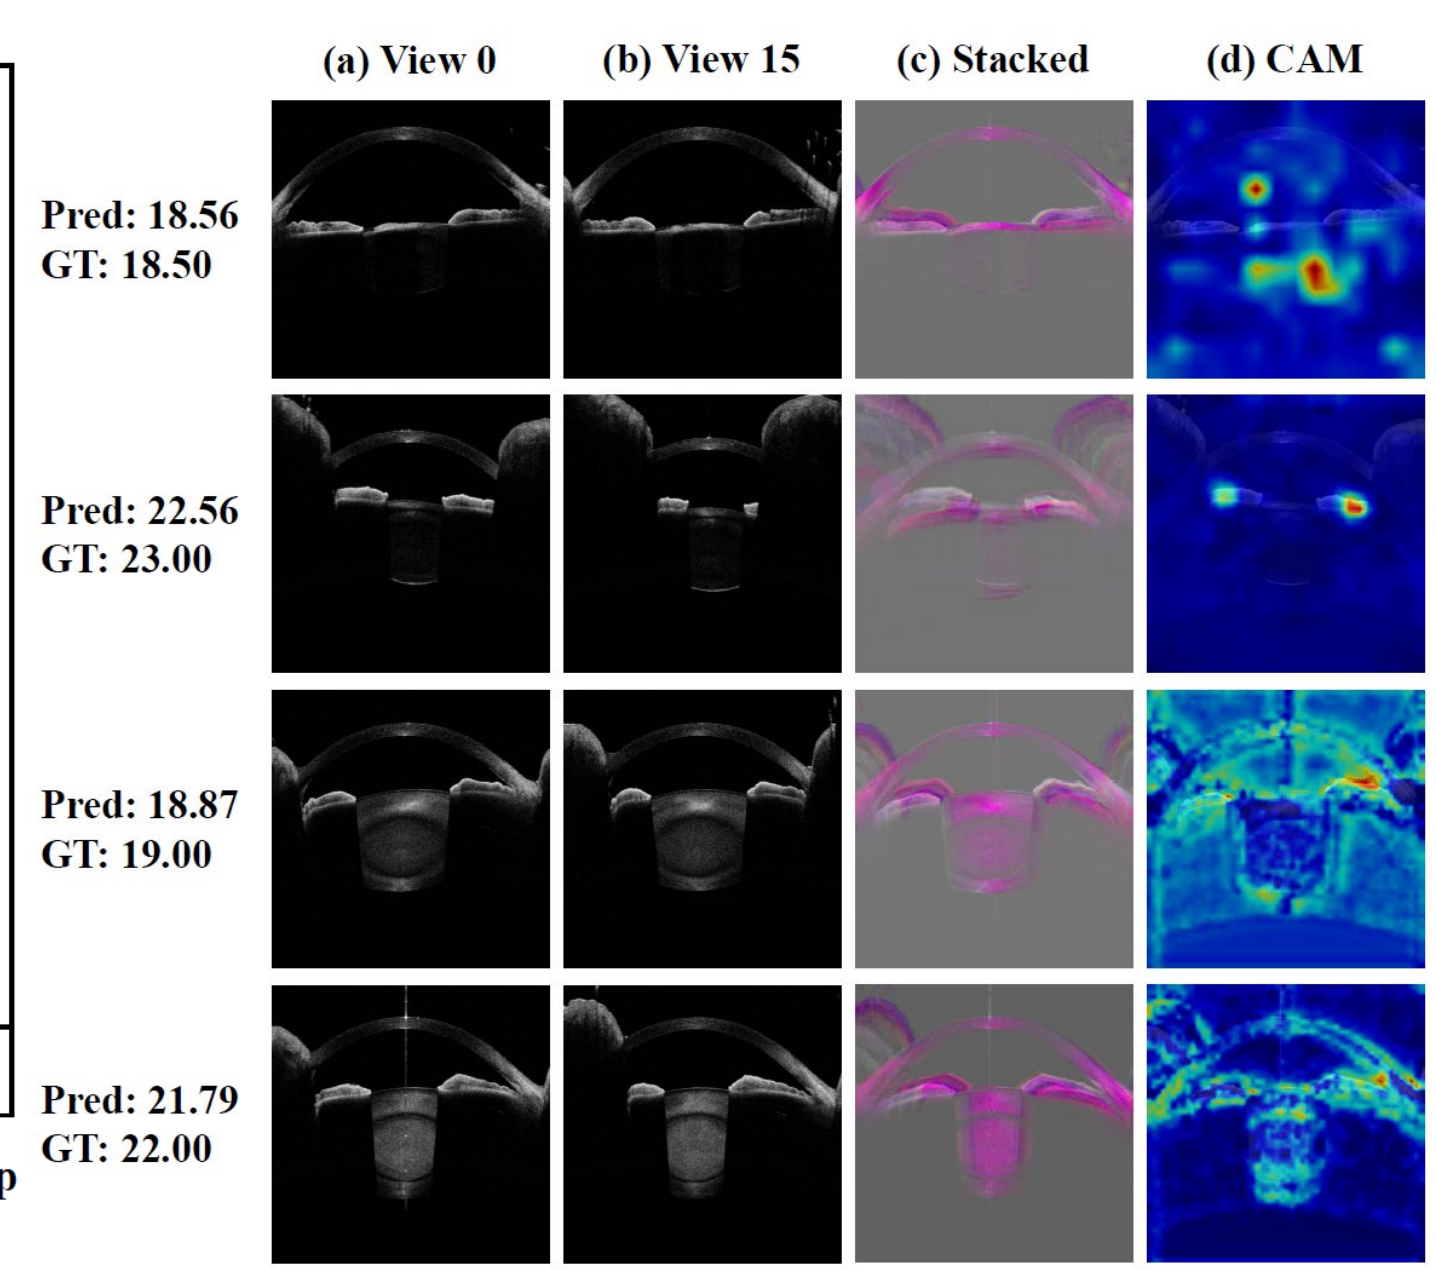 (a) View 0
(b) View 15
(c) Stacked
(d) CAM
Pred: 18.56
GT: 18.50
Pred: 22.56
GT: 23.00
Pred: 18.87
GT: 19.00
Pred: 21.79
GT: 22.00
p